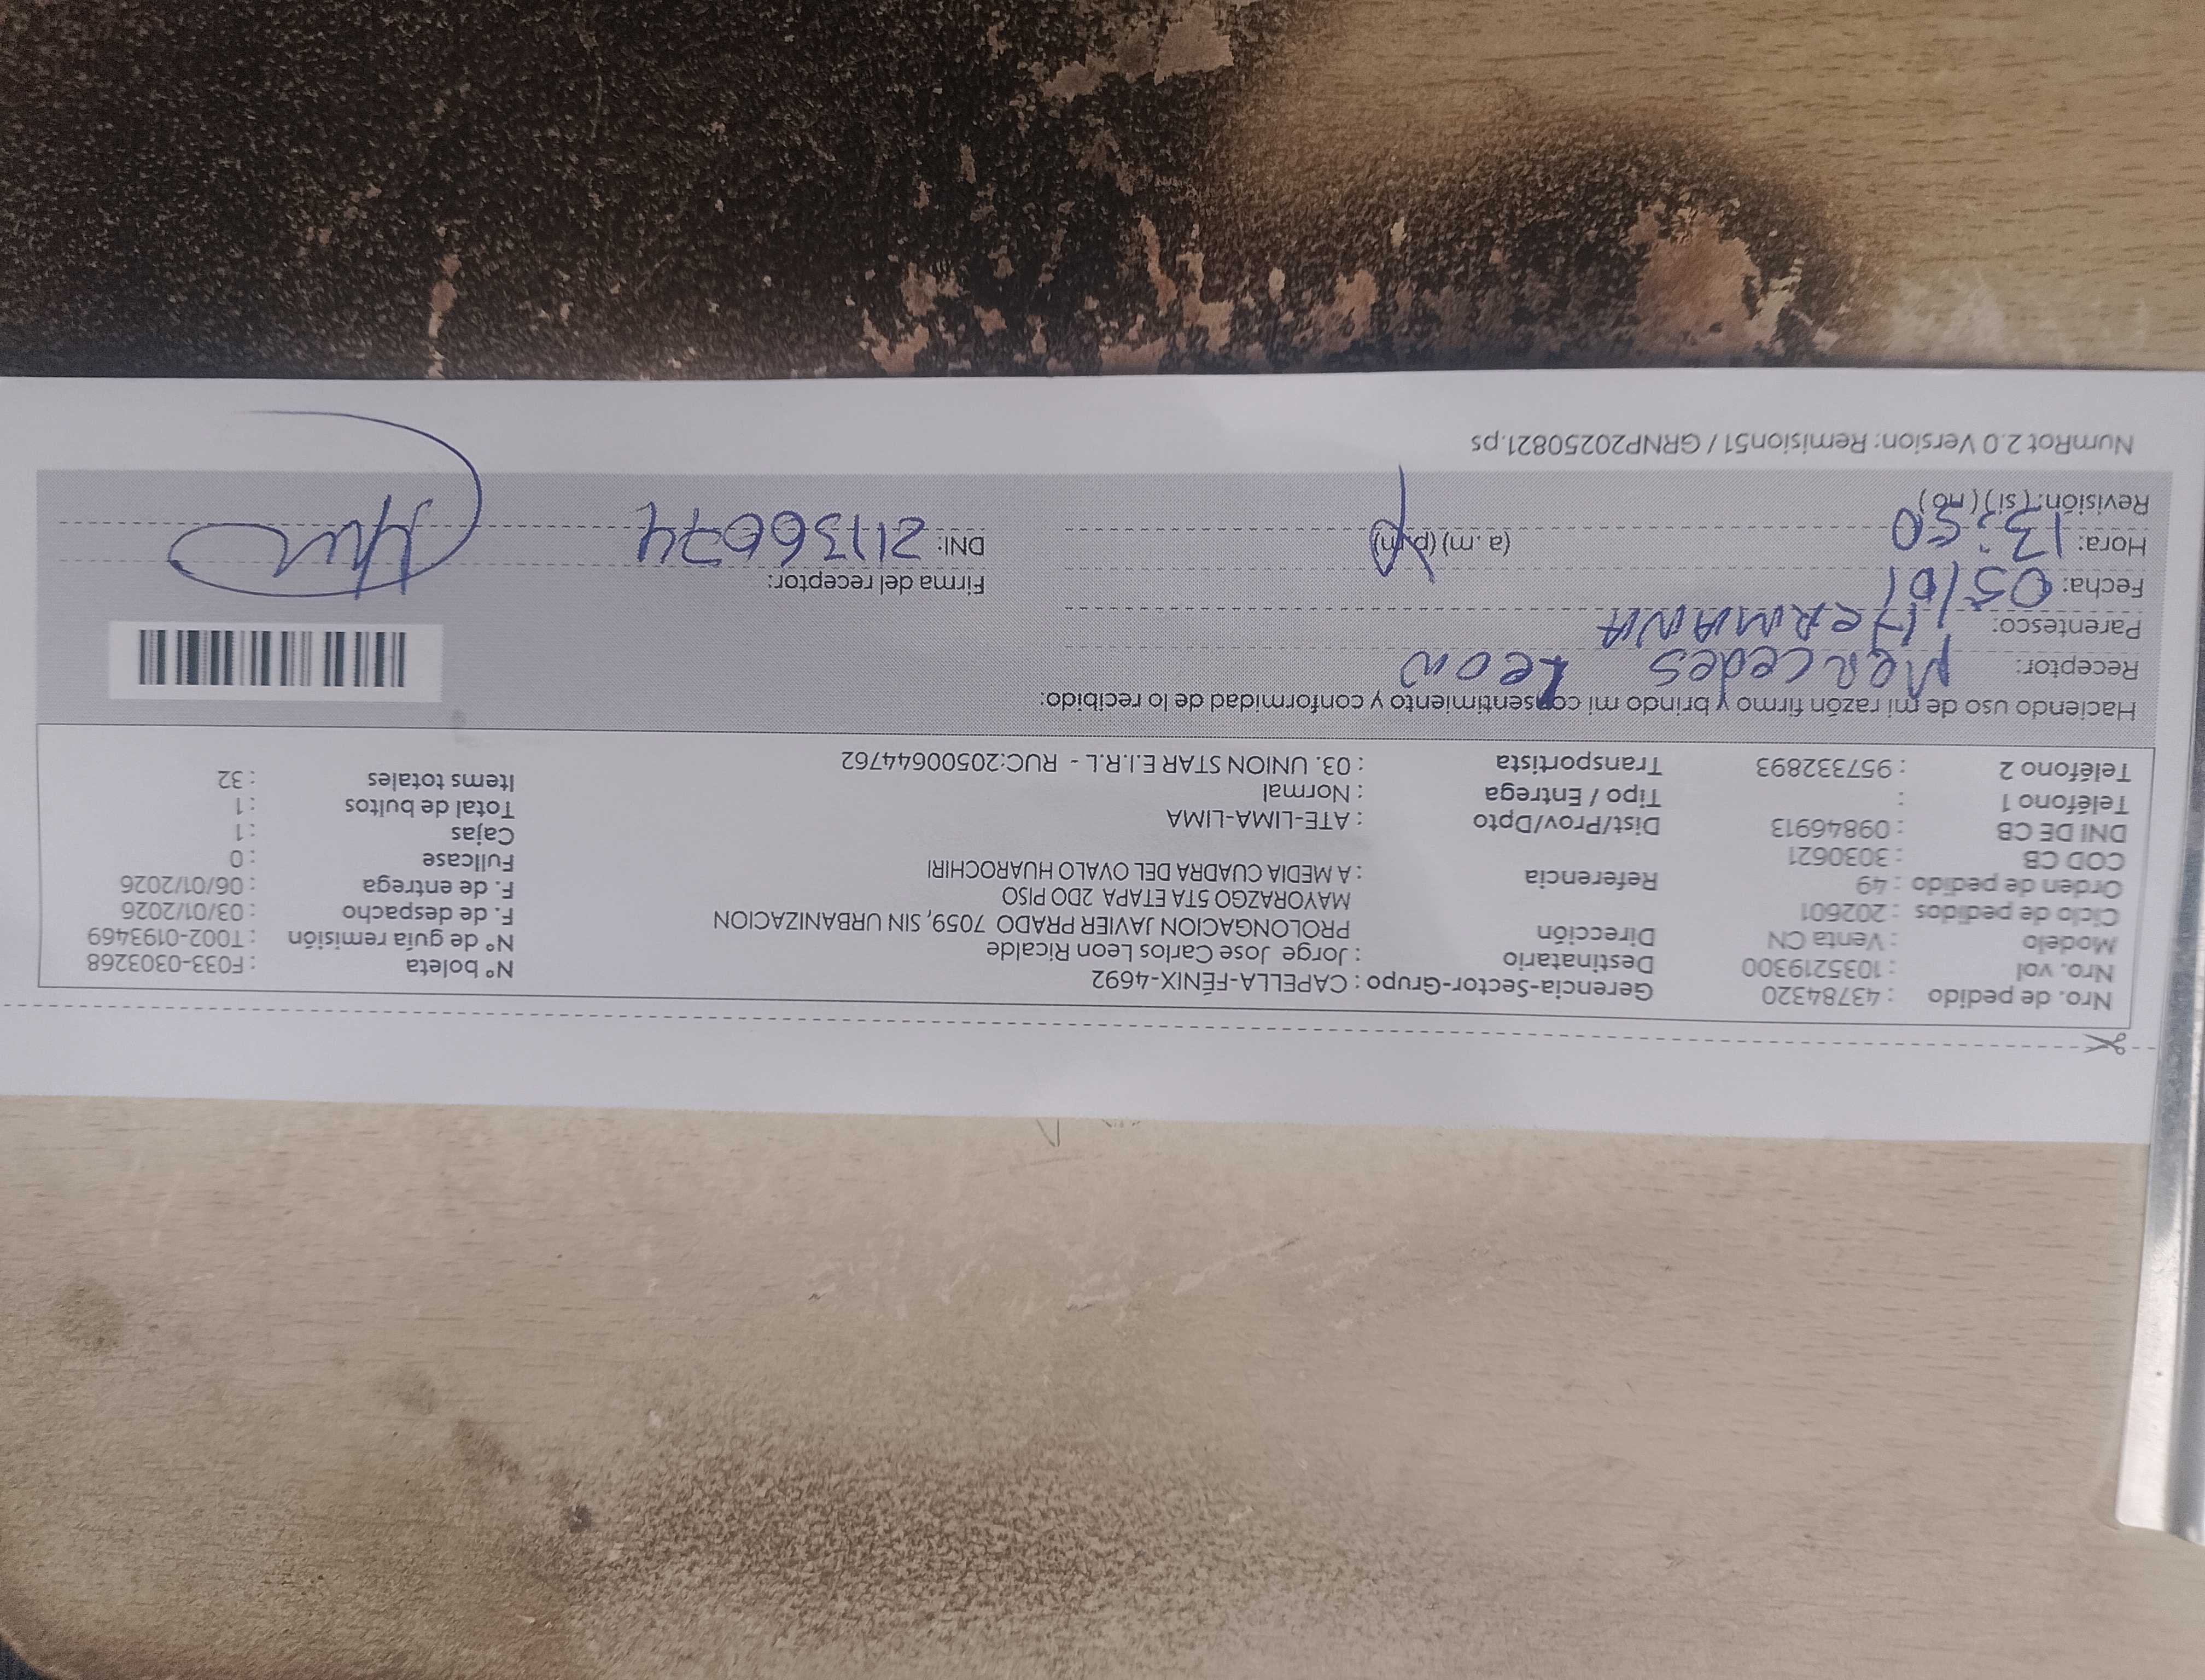 Nro. de pedido : 43784320 Gerencia-Sector-Grupo : CAPELLA-FÉNIX-4692 Nº boleta : F033-0303268
Nro. vol : 1035219300 Destinatario : Jorge Jose Carlos Leon Ricalde Nº de guía remisión : T002-0193469
Modelo : Venta CN Dirección PROLONGACION JAVIER PRADO 7059, SIN URBANIZACION F. de despacho : 03/01/2026
Ciclo de pedidos : 202601 MAYORAZGO 5TA ETAPA 2DO PISO F. de entrega : 06/01/2026
Orden de pedido : 49 Referencia : A MEDIA CUADRA DEL OVALO HUAROCHIRI Fullcase : 0
COD CB : 3030621 Cajas : 1
DNI DE CB : 09846913 Dist/Prov/Dpto : ATE-LIMA-LIMA Total de bultos : 1
Teléfono 1 : Tipo / Entrega : Normal Items totales : 32
Teléfono 2 : 957332893 Transportista : 03. UNION STAR E.I.R.L - RUC:20500644762
Haciendo uso de mi razón firmo y brindo mi consentimiento y conformidad de lo recibido:
Receptor: Mercedes Leon
Parentesco: HERMANA
Fecha: 05/01 Firma del receptor:
Hora: 13:50 (a.m) (p.m) DNI: 21136074
Revisión: (si) (no)
NumRot 2.0 Version: Remision51 / GRNP20250821.ps